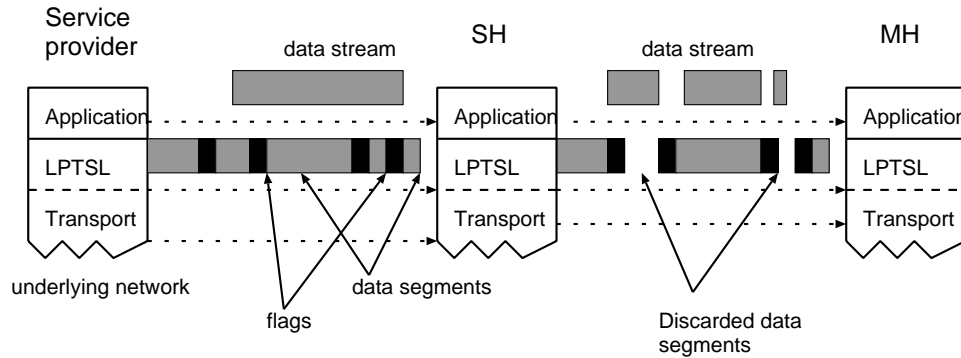 Service
provider
data stream
SH
data stream
MH
Application
Application
Application
LPTSL
LPTSL
LPTSL
Transport
Transport
Transport
underlying network
data segments
flags
Discarded data
segments